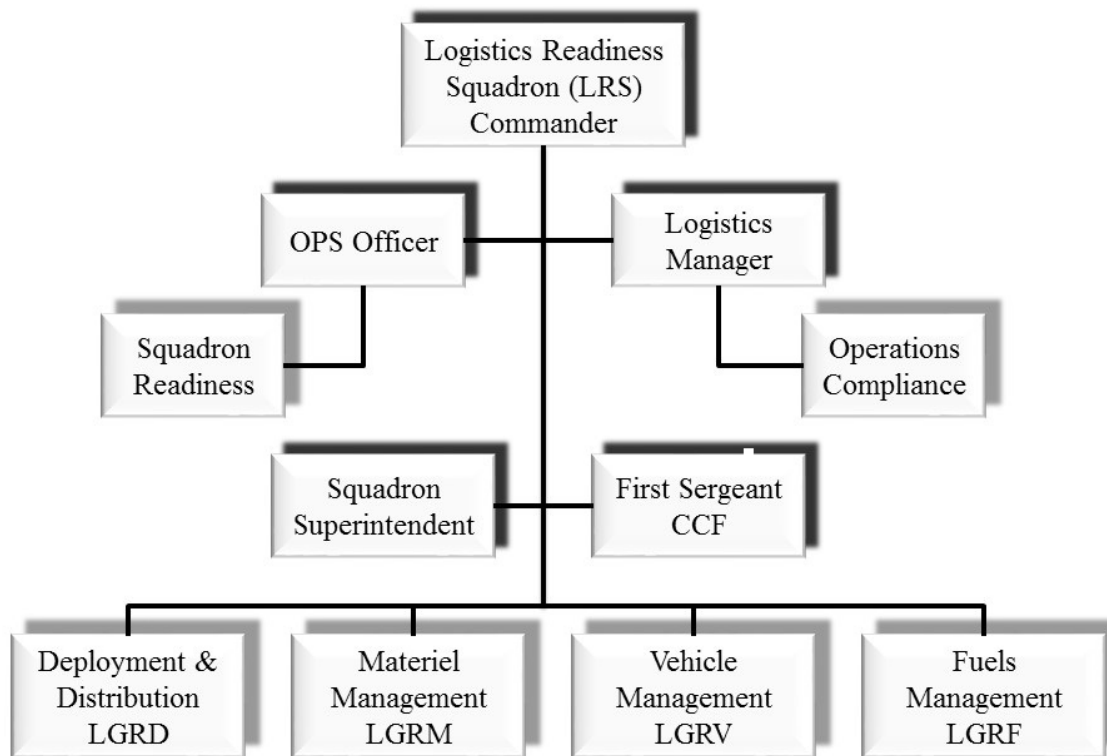 Logistics Readiness
Squadron (LRS)
Commander
OPS Officer
Logistics
Manager
Squadron
Readiness
Operations
Compliance
Squadron
Superintendent
First Sergeant
CCF
Deployment &
Distribution
LGRD
Materiel
Management
LGRM
Vehicle
Management
LGRV
Fuels
Management
LGRF